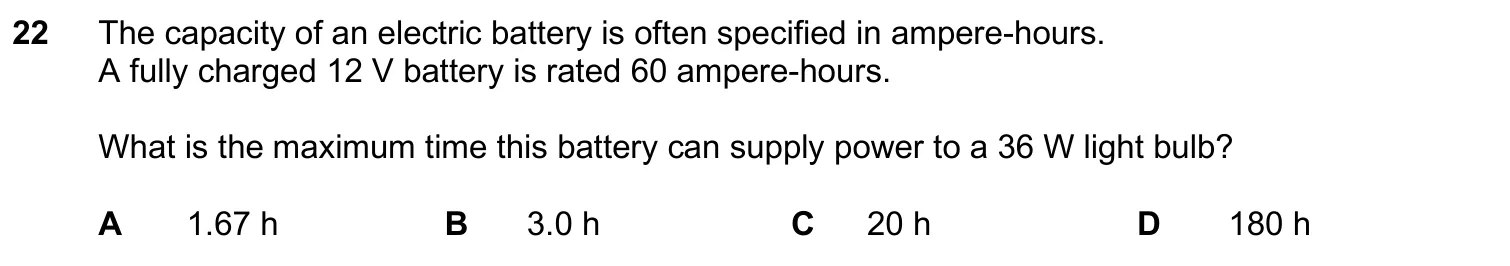 22 The capacity of an electric battery is often specified in ampere-hours.
A fully charged 12 V battery is rated 60 ampere-hours.
What is the maximum time this battery can supply power to a 36 W light bulb?
A 1.67 h B 3.0 h C 20 h D 180 h